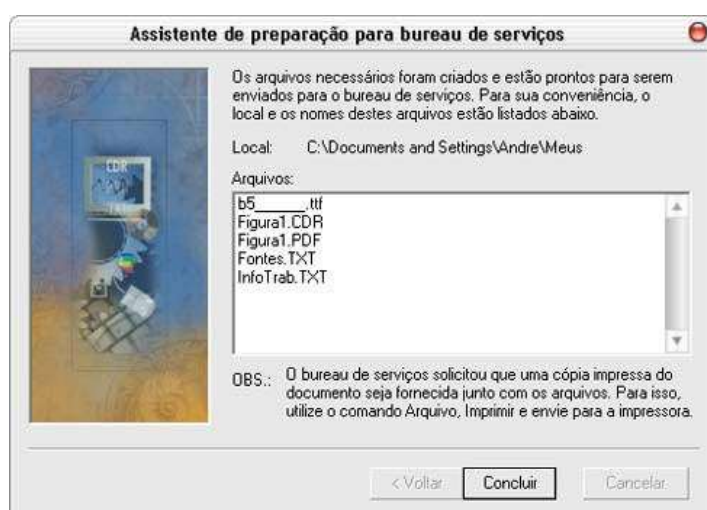 Assistente de preparação para bureau de serviços
Os arquivos necessários foram criados e estão prontos para serem
enviados para o bureau de serviços. Para sua conveniência, o
local e os nomes destes arquivos estão listados abaixo.
Local: C:\Documents and Settings\Andre\Meus
Arquivos:
b5______.ttf
Figura1.CDR
Figura1.PDF
Fontes.TXT
InfoTrab.TXT
CDR
OBS.: O bureau de serviços solicitou que uma cópia impressa do
documento seja fornecida junto com os arquivos. Para isso,
utilize o comando Arquivo, Imprimir e envie para a impressora.
< Voltar Concluir Cancelar